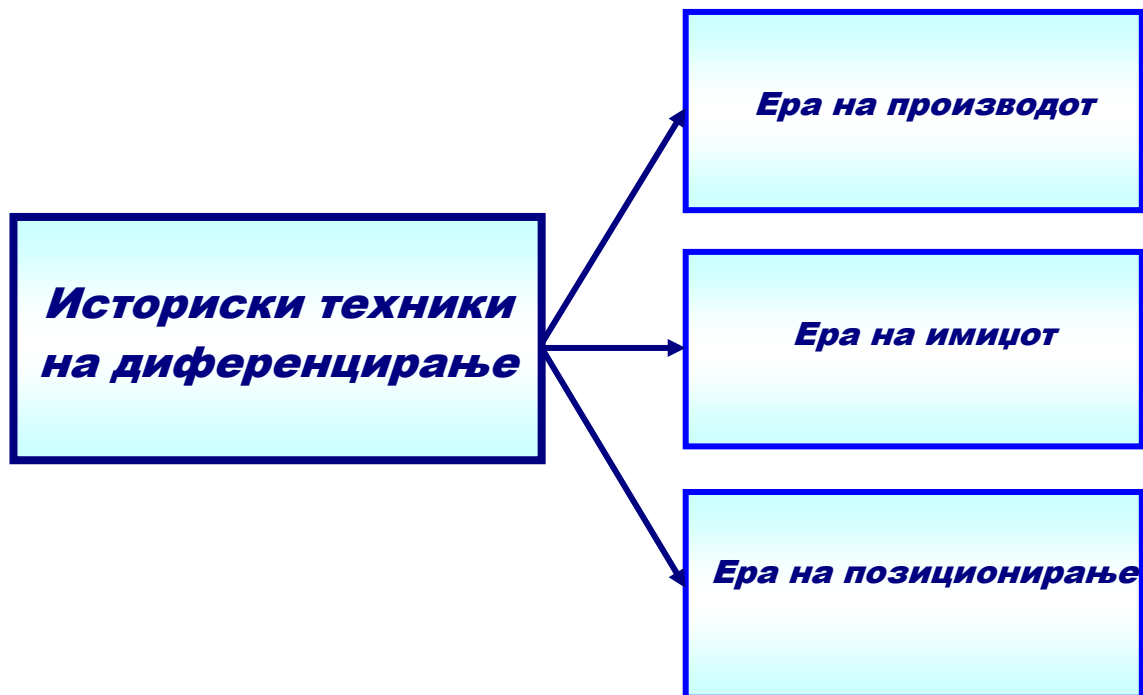 Историски техники
на диференцирање
Ера на производот
Ера на имиџот
Ера на позиционирање